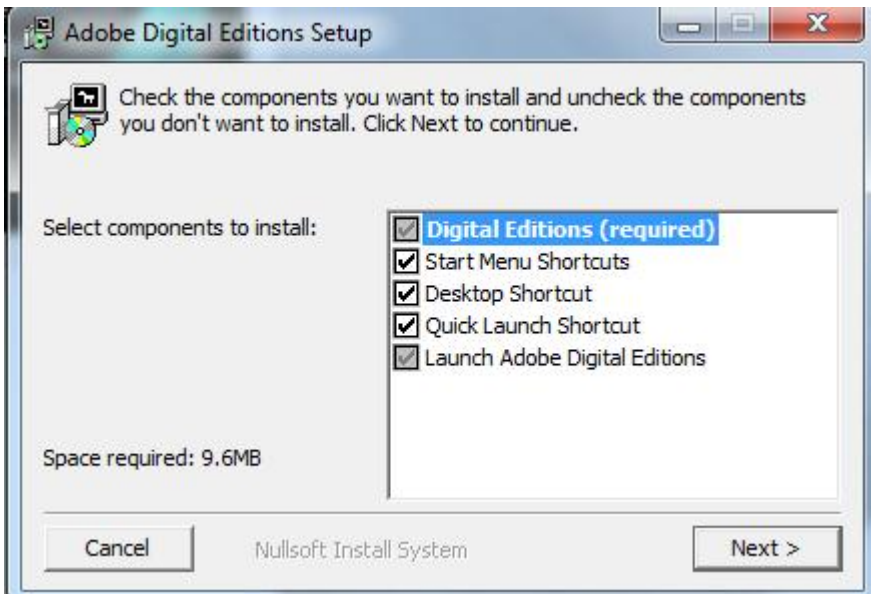 Adobe Digital Editions Setup
Check the components you want to install and uncheck the components
you don't want to install. Click Next to continue.
Select components to install:
Digital Editions (required)
Start Menu Shortcuts
Desktop Shortcut
Quick Launch Shortcut
Launch Adobe Digital Editions
Space required: 9.6MB
Cancel
Nullsoft Install System
Next >